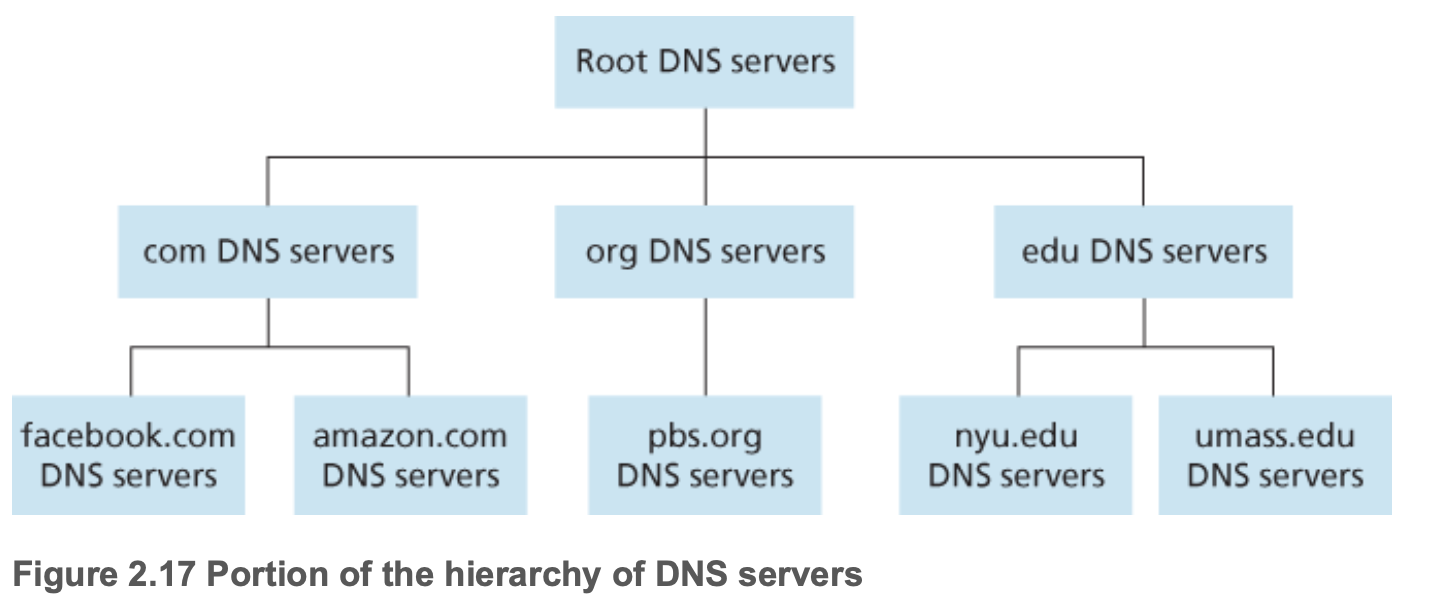 Root DNS servers
com DNS servers
org DNS servers
edu DNS servers
facebook.com
DNS servers
amazon.com
DNS servers
pbs.org
DNS servers
nyu.edu
DNS servers
umass.edu
DNS servers
Figure 2.17 Portion of the hierarchy of DNS servers